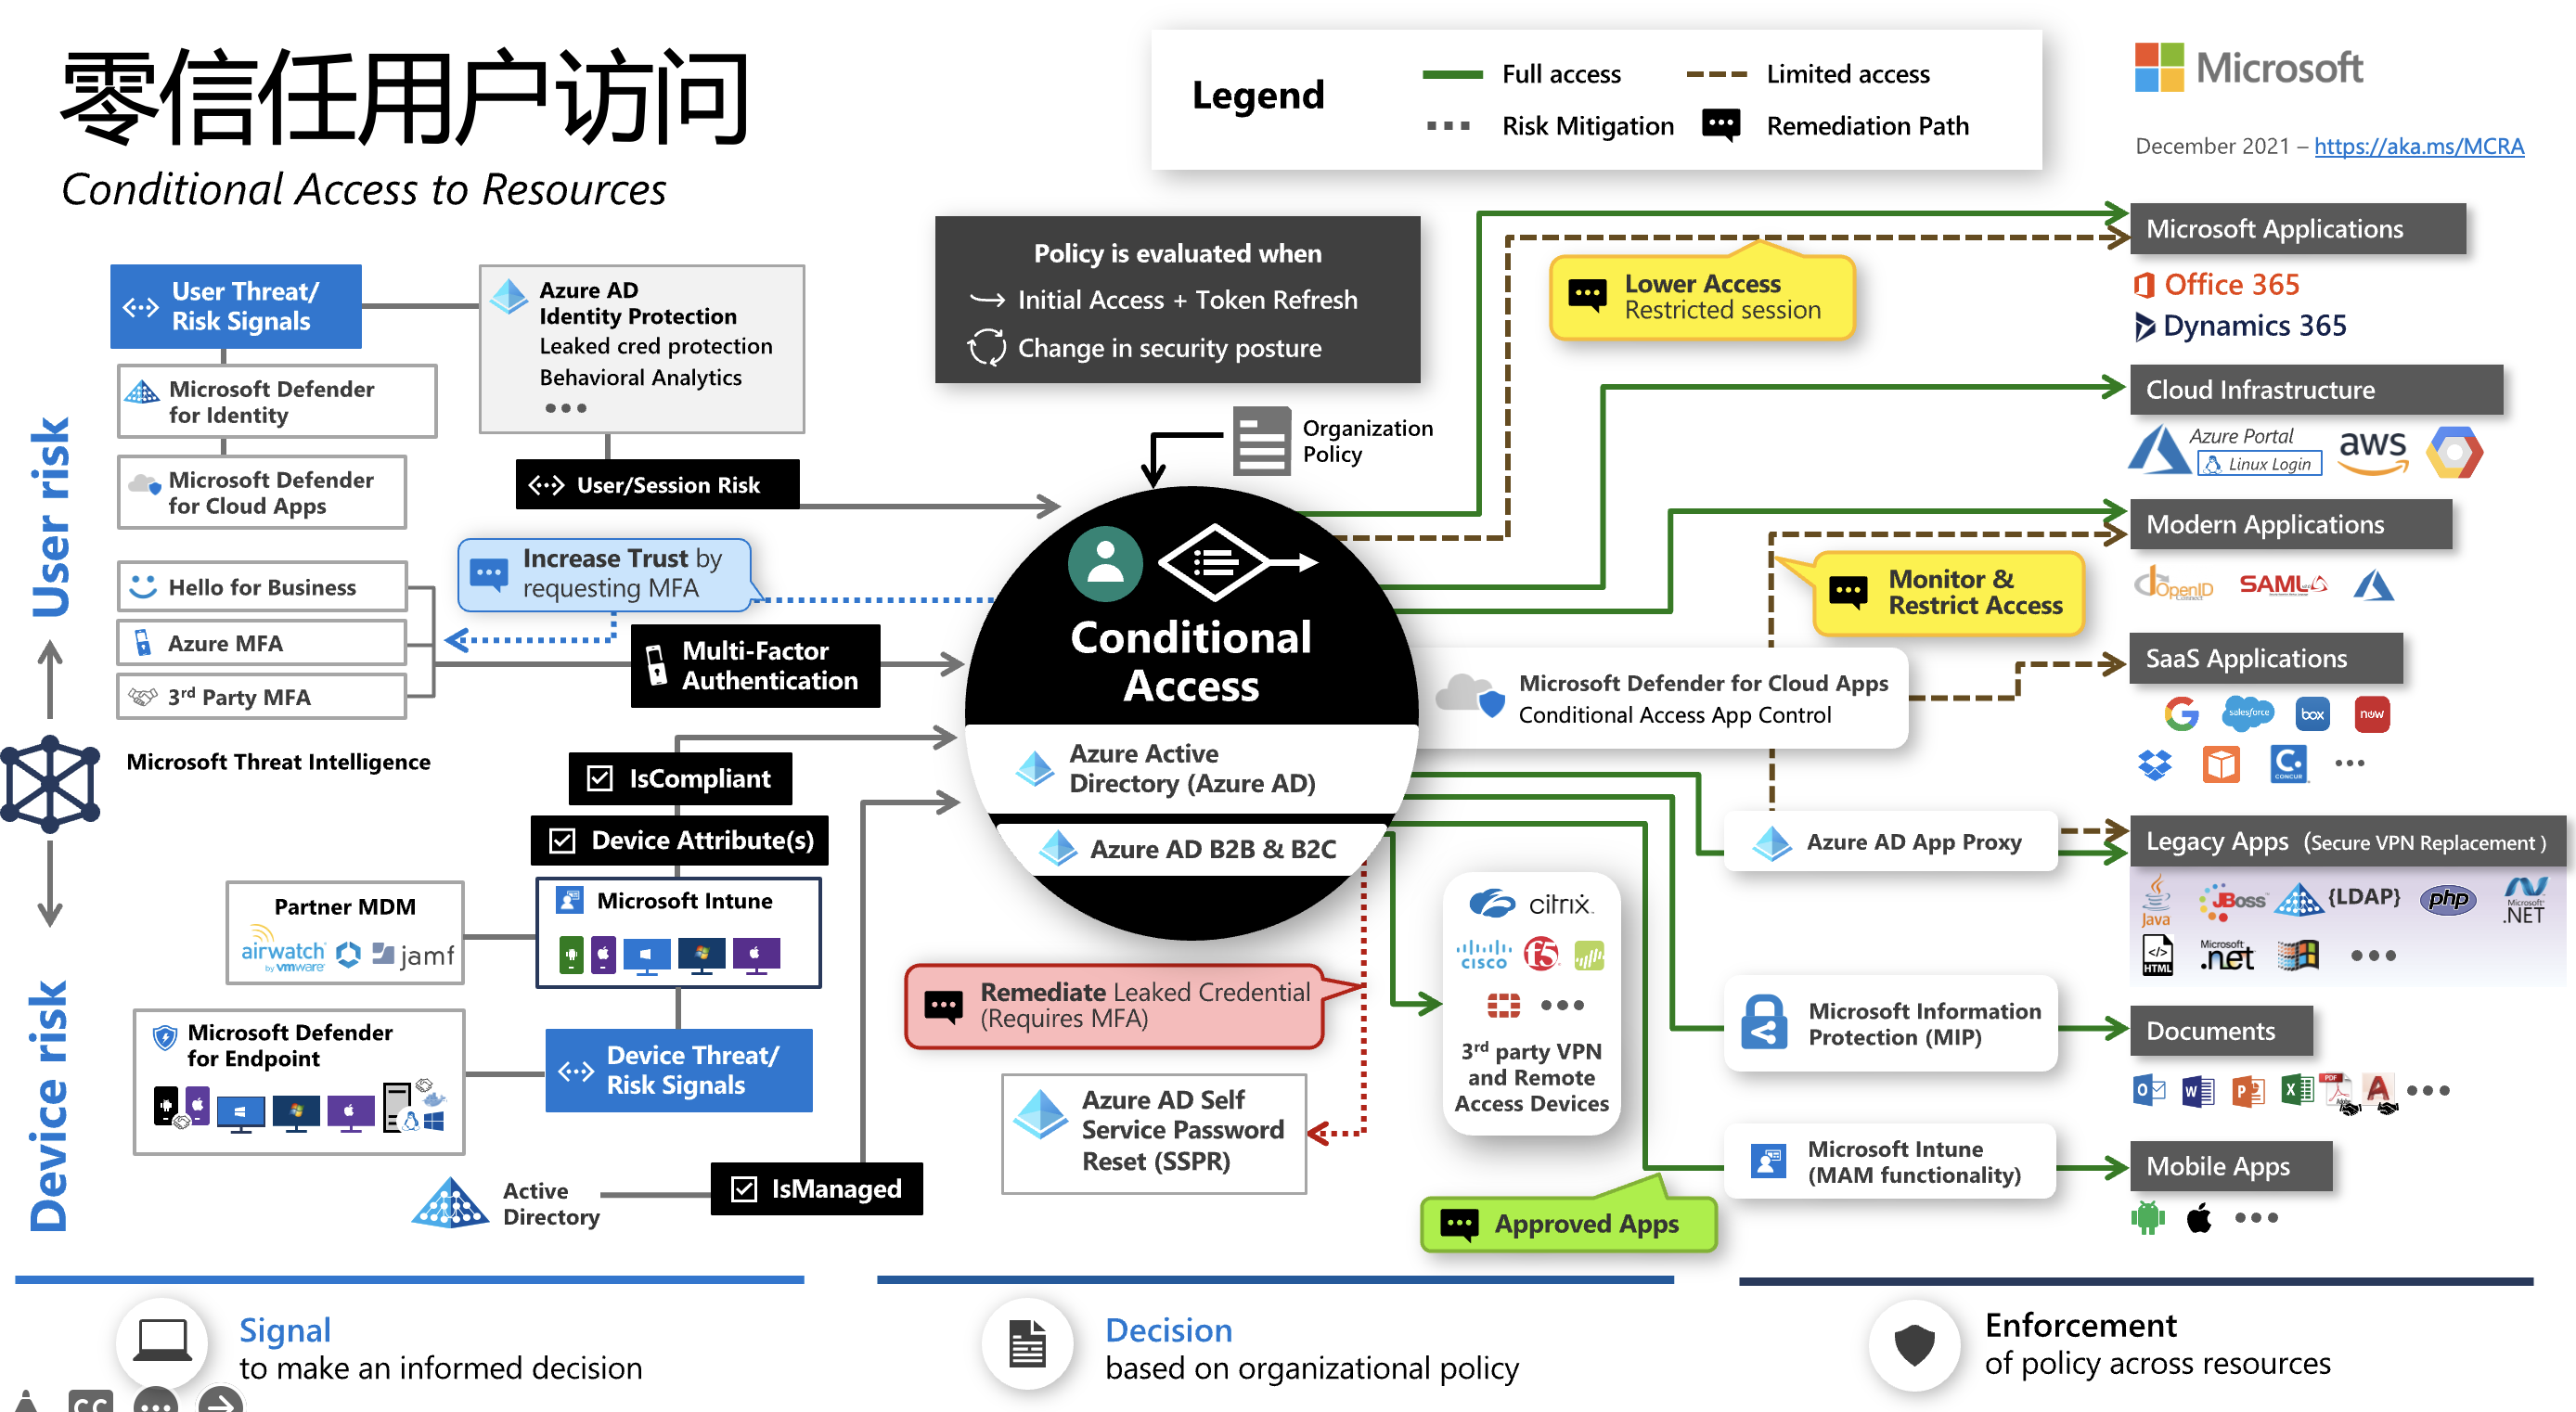 零信任用户访问
Conditional Access to Resources
Legend
Full access
Limited access
Risk Mitigation
Remediation Path
Microsoft
December 2021 – https://aka.ms/MCRA
User risk
User Threat/
Risk Signals
Azure AD
Identity Protection
Leaked cred protection
Behavioral Analytics
Microsoft Defender
for Identity
Microsoft Defender
for Cloud Apps
User/Session Risk
Hello for Business
Azure MFA
3rd Party MFA
Increase Trust by
requesting MFA
Multi-Factor
Authentication
Microsoft Threat Intelligence
IsCompliant
Device Attribute(s)
Device risk
Partner MDM
airwatch
by vmware
jamf
Microsoft Intune
Microsoft Defender
for Endpoint
Device Threat/
Risk Signals
Active
Directory
IsManaged
Policy is evaluated when
Initial Access + Token Refresh
Change in security posture
Organization
Policy
Conditional
Access
Azure Active
Directory (Azure AD)
Azure AD B2B & B2C
Remediate Leaked Credential
(Requires MFA)
Azure AD Self
Service Password
Reset (SSPR)
Lower Access
Restricted session
Monitor &
Restrict Access
Microsoft Defender for Cloud Apps
Conditional Access App Control
citrix
cisco
f5
3rd party VPN
and Remote
Access Devices
Approved Apps
Azure AD App Proxy
Microsoft Information
Protection (MIP)
Microsoft Intune
(MAM functionality)
Microsoft Applications
Office 365
Dynamics 365
Cloud Infrastructure
Azure Portal
Linux Login
aws
Modern Applications
OpenID
Connect
SAML
SaaS Applications
salesforce
box
now
CONCUR
Legacy Apps (Secure VPN Replacement )
Java
JBoss
{LDAP}
php
Microsoft
.NET
HTML
Microsoft
.net
Documents
PDF
Adobe
Mobile Apps
Signal
to make an informed decision
Decision
based on organizational policy
Enforcement
of policy across resources
CC